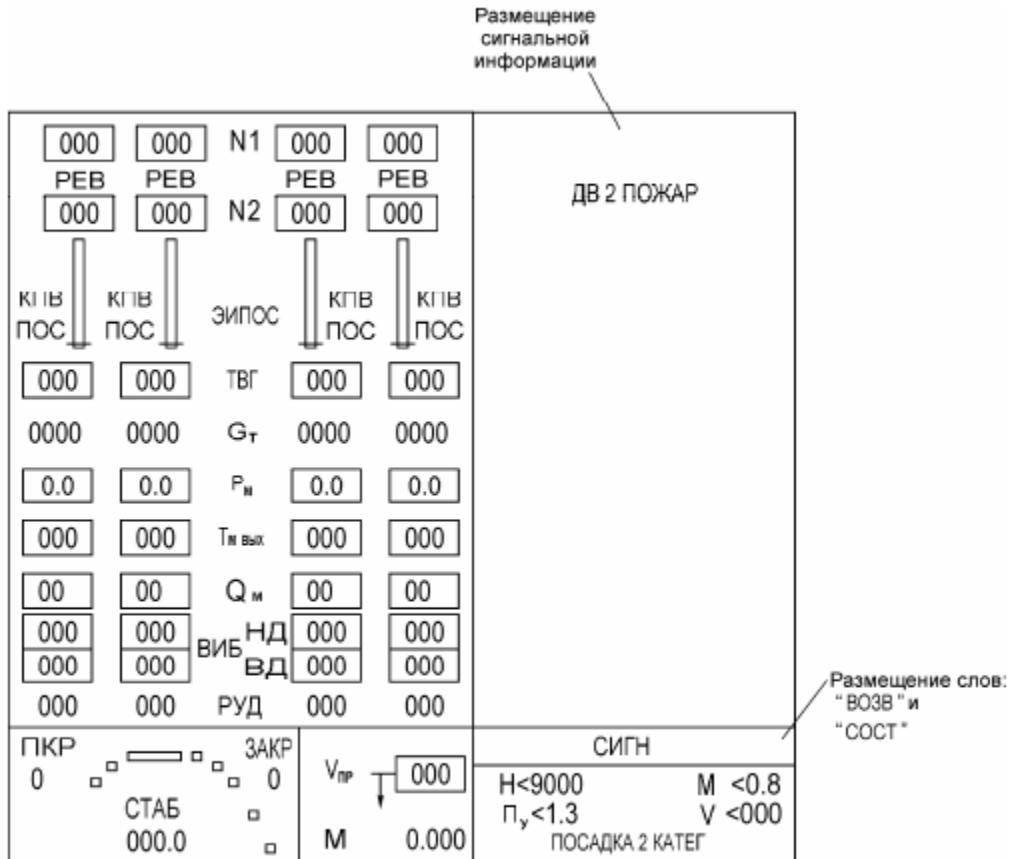 Размещение
сигнальной
информации
000 000 N1 000 000
РЕВ РЕВ РЕВ РЕВ
000 000 N2 000 000
КПВ КПВ КПВ КПВ
ПОС ПОС ЭИПОС ПОС ПОС
000 000 ТВГ 000 000
0000 0000 Gт 0000 0000
0.0 0.0 Рм 0.0 0.0
000 000 Тм вых 000 000
00 00 Qм 00 00
000 000 ВИБ НД 000 000
000 000 ВД 000 000
000 000 РУД 000 000
ДВ 2 ПОЖАР
Размещение слов:
"ВОЗВ" и
"СОСТ"
ПКР ЗАКР
0 0
СТАБ
000.0
Vпр 000
М 0.000
СИГН
Н<9000 М <0.8
Пу<1.3 V <000
ПОСАДКА 2 КАТЕГ